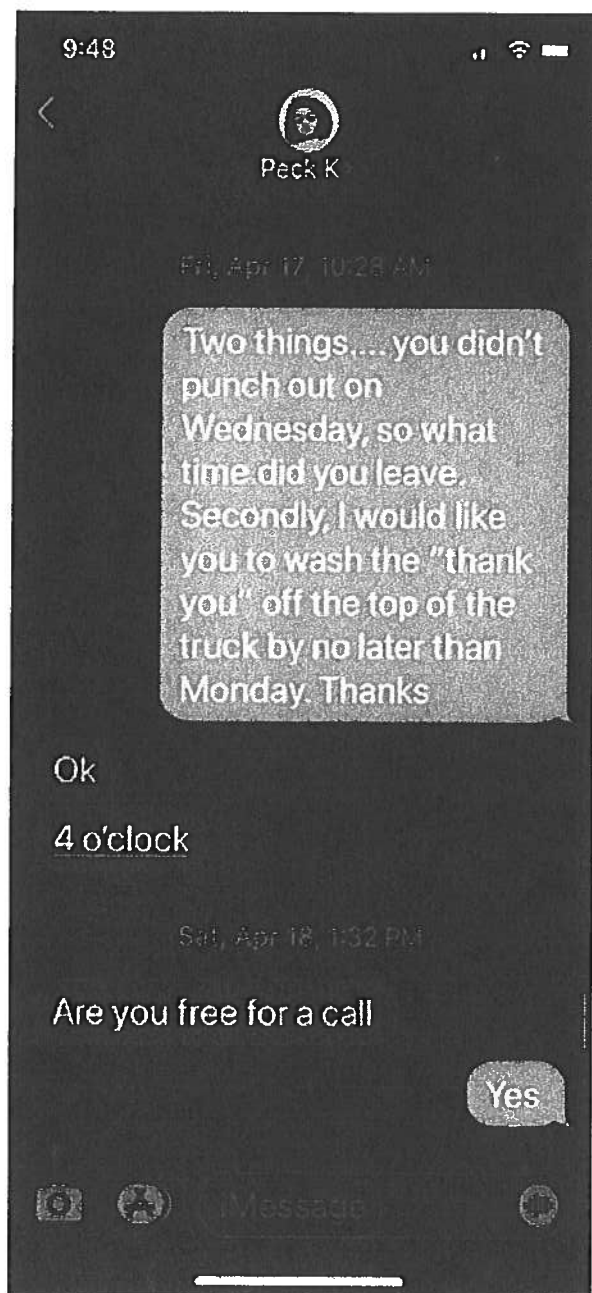 9:48
Peck K
Fri, Apr 17, 10:28 AM
Two things.... you didn't
punch out on
Wednesday, so what
time did you leave.
Secondly, I would like
you to wash the "thank
you" off the top of the
truck by no later than
Monday. Thanks
Ok
4 o'clock
Sat, Apr 18, 1:32 PM
Are you free for a call
Yes
iMessage